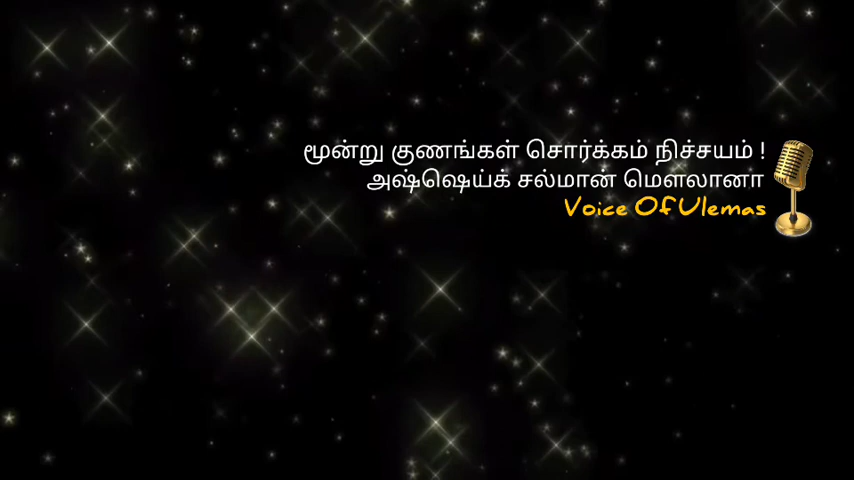 மூன்று குணங்கள் சொர்க்கம் நிச்சயம் !
அஷ்ஷெய்க் சல்மான் மௌலானா
Voice Of Ulemas